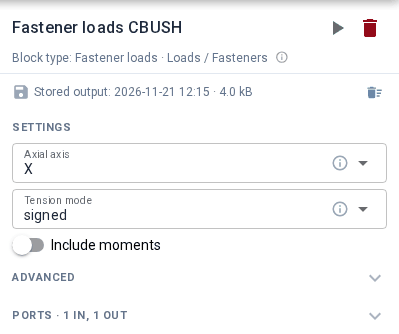 Fastener loads CBUSH
Block type: Fastener loads · Loads / Fasteners
Stored output: 2026-11-21 12:15 · 4.0 kB
SETTINGS
Axial axis
X
Tension mode
signed
Include moments
ADVANCED
PORTS · 1 IN, 1 OUT